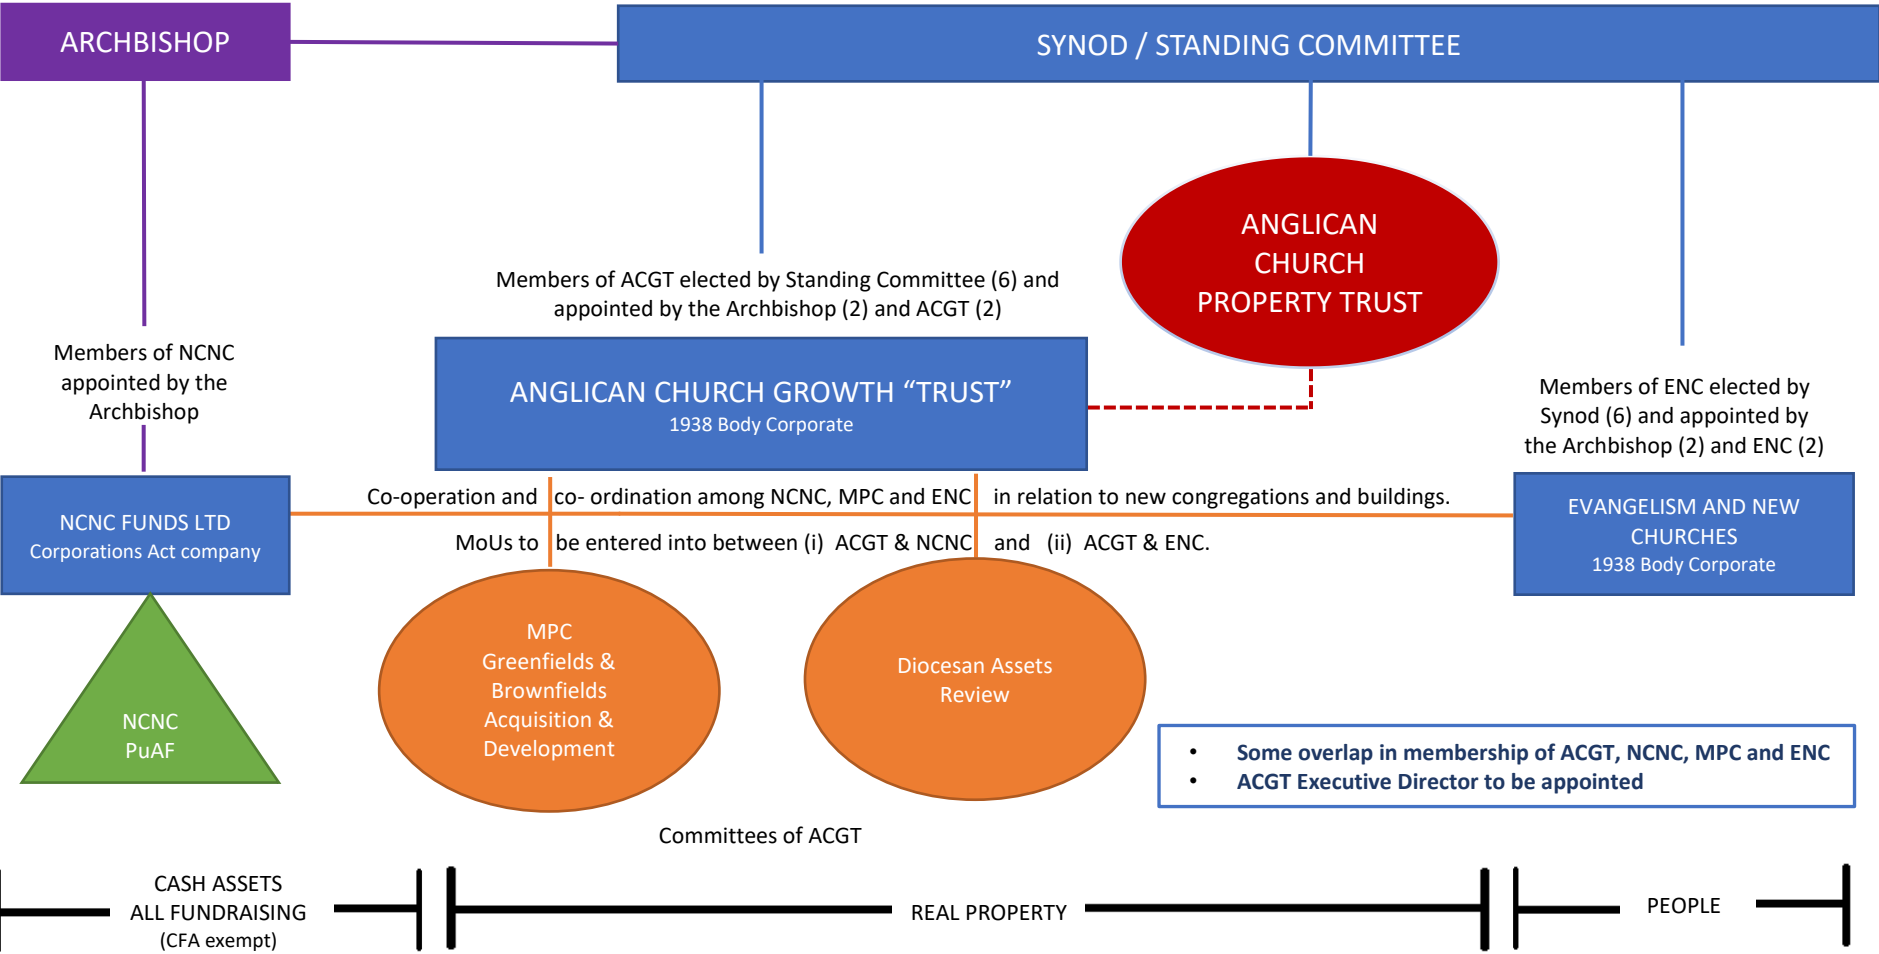 ARCHBISHOP
SYNOD / STANDING COMMITTEE
ANGLICAN
CHURCH
PROPERTY TRUST
Members of ACGT elected by Standing Committee (6) and
appointed by the Archbishop (2) and ACGT (2)
Members of NCNC
appointed by the
Archbishop
ANGLICAN CHURCH GROWTH “TRUST”
1938 Body Corporate
Members of ENC elected by
Synod (6) and appointed by
the Archbishop (2) and ENC (2)
NCNC FUNDS LTD
Corporations Act company
Co-operation and co- ordination among NCNC, MPC and ENC in relation to new congregations and buildings.
MoUs to be entered into between (i) ACGT & NCNC and (ii) ACGT & ENC.
EVANGELISM AND NEW
CHURCHES
1938 Body Corporate
NCNC
PuAF
MPC
Greenfields &
Brownfields
Acquisition &
Development
Diocesan Assets
Review
• Some overlap in membership of ACGT, NCNC, MPC and ENC
• ACGT Executive Director to be appointed
Committees of ACGT
CASH ASSETS
ALL FUNDRAISING
(CFA exempt)
REAL PROPERTY
PEOPLE